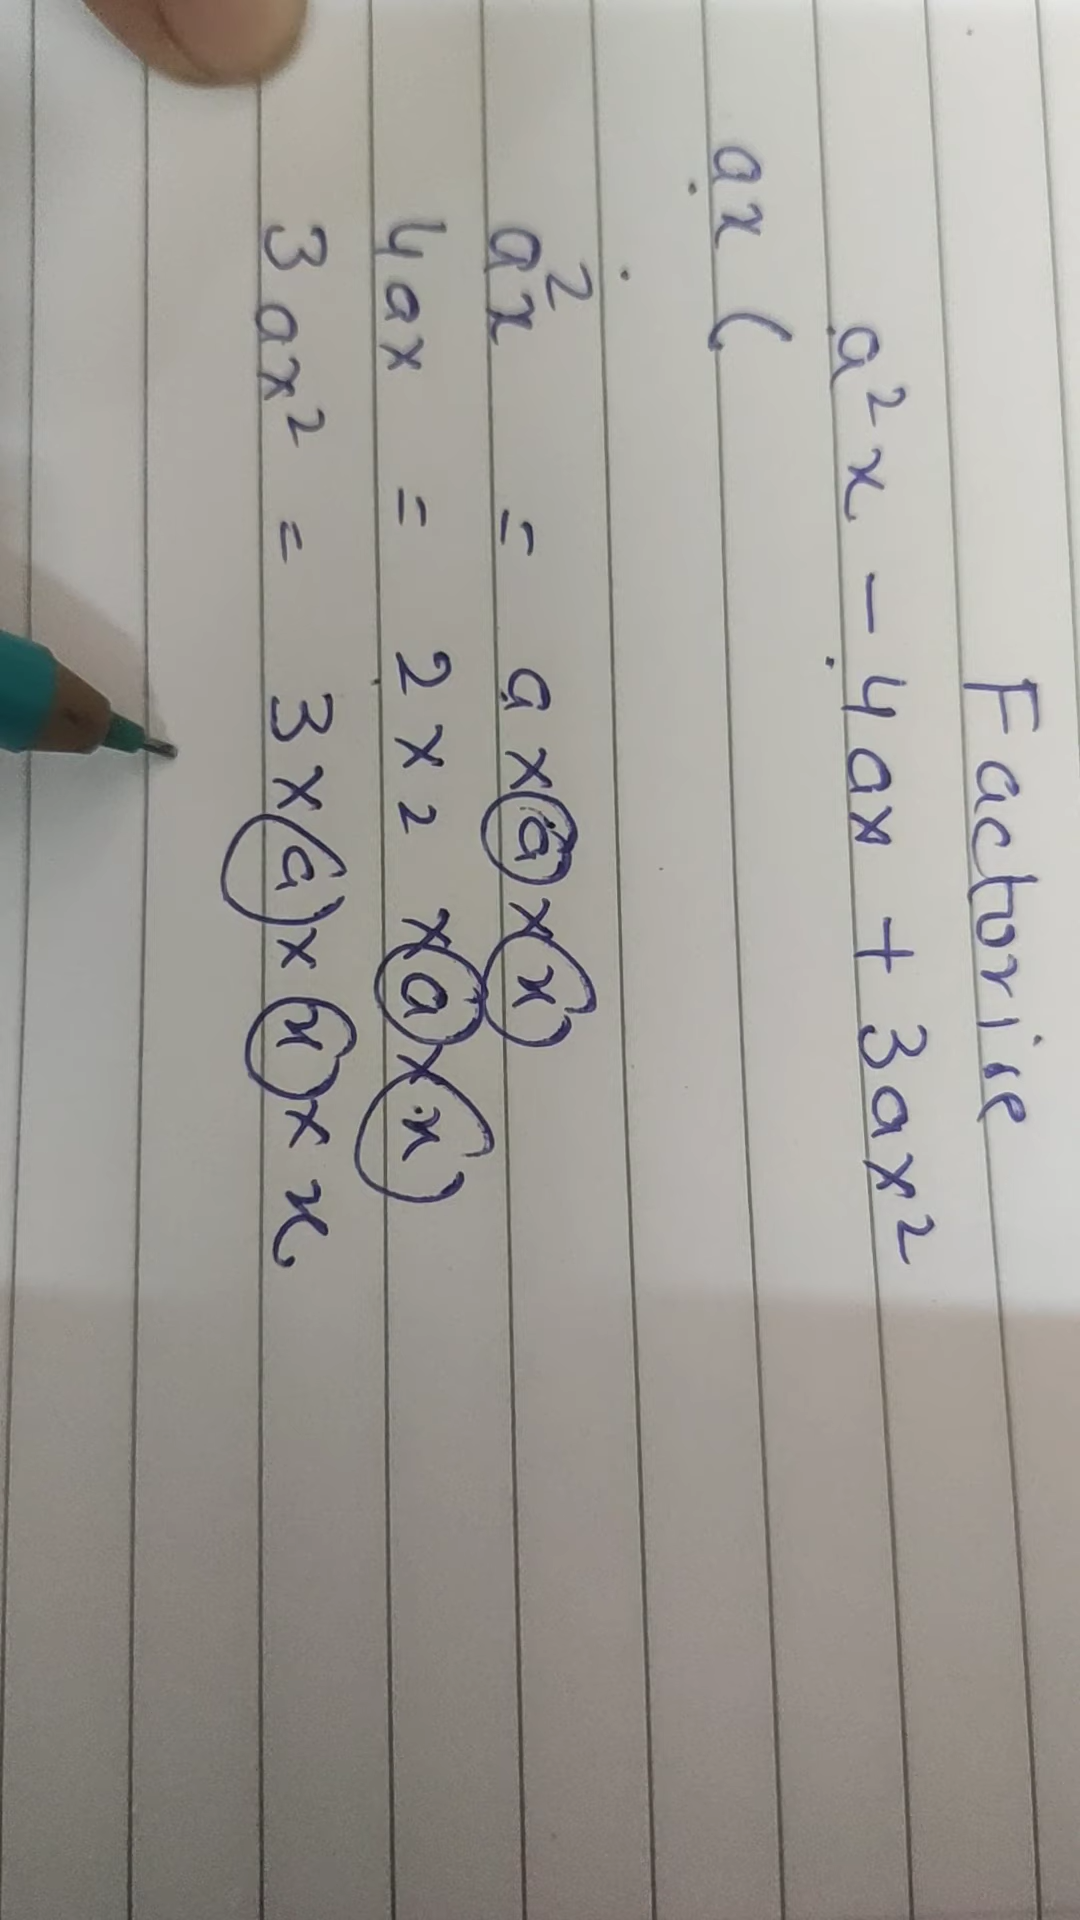 Factorise
a²x - 4ax + 3ax²
ax (
a²x = a x a x x
4ax = 2 x 2 x a x x
3ax² = 3 x a x x x x